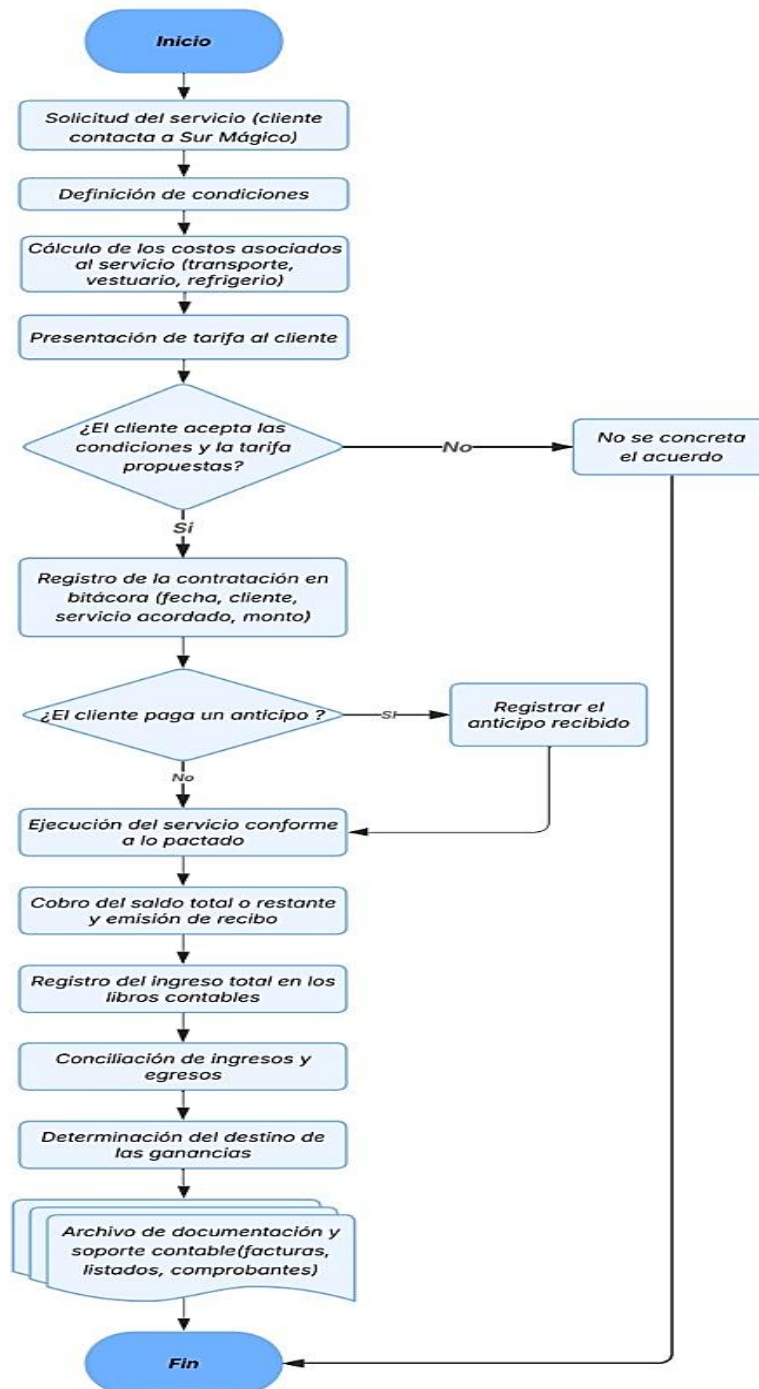 Inicio
Solicitud del servicio (cliente
contacta a Sur Mágico)
Definición de condiciones
Cálculo de los costos asociados
al servicio (transporte,
vestuario, refrigerio)
Presentación de tarifa al cliente
¿El cliente acepta las
condiciones y la tarifa
propuestas?
No
No se concreta
el acuerdo
Sí
Registro de la contratación en
bitácora (fecha, cliente,
servicio acordado, monto)
¿El cliente paga un anticipo ?
SI
Registrar el
anticipo recibido
No
Ejecución del servicio conforme
a lo pactado
Cobro del saldo total o restante
y emisión de recibo
Registro del ingreso total en los
libros contables
Conciliación de ingresos y
egresos
Determinación del destino de
las ganancias
Archivo de documentación y
soporte contable(facturas,
listados, comprobantes)
Fin